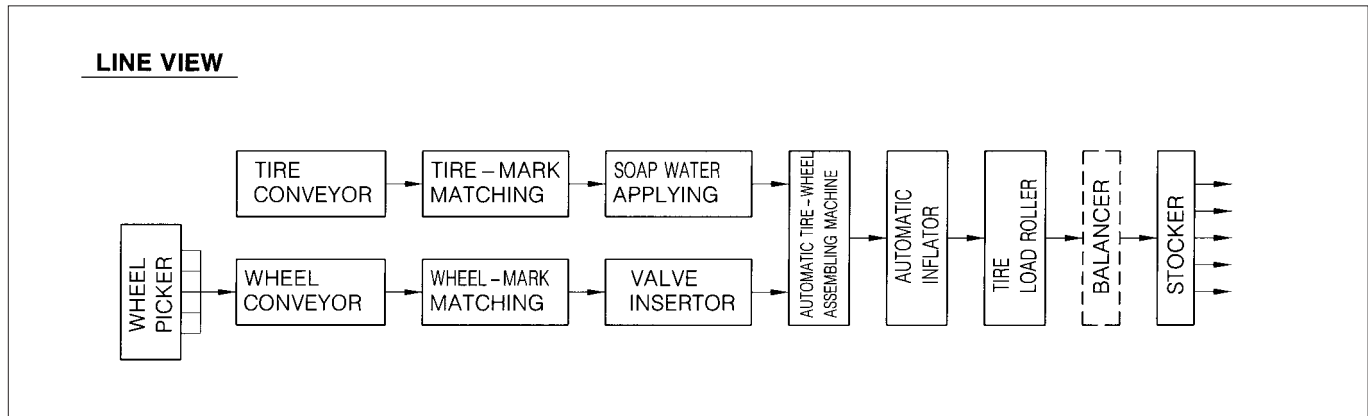 LINE VIEW
TIRE
CONVEYOR
TIRE-MARK
MATCHING
SOAP WATER
APPLYING
WHEEL
PICKER
WHEEL
CONVEYOR
WHEEL-MARK
MATCHING
VALVE
INSERTOR
AUTOMATIC TIRE-WHEEL
ASSEMBLING MACHINE
AUTOMATIC
INFLATOR
TIRE
LOAD ROLLER
BALANCER
STOCKER